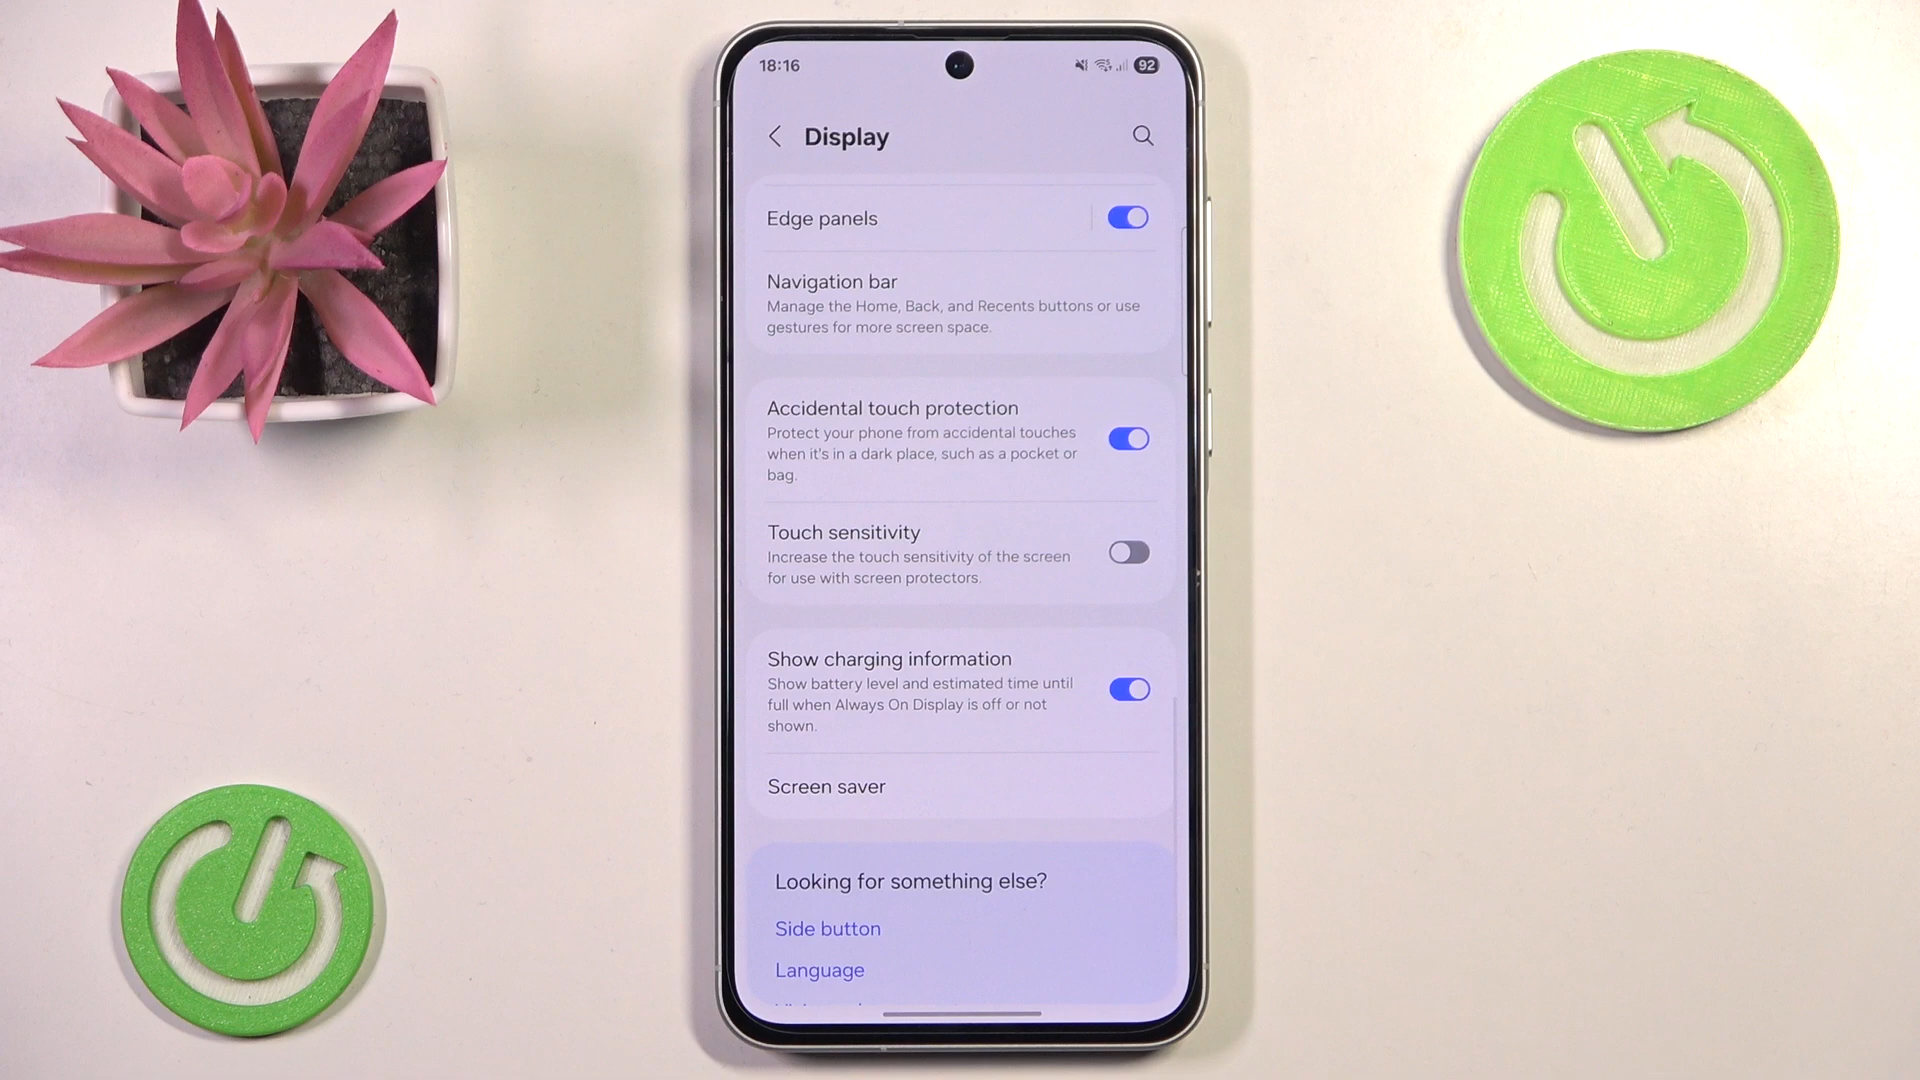 18:16
92
Display
Edge panels
Navigation bar
Manage the Home, Back, and Recents buttons or use
gestures for more screen space.
Accidental touch protection
Protect your phone from accidental touches
when it's in a dark place, such as a pocket or
bag.
Touch sensitivity
Increase the touch sensitivity of the screen
for use with screen protectors.
Show charging information
Show battery level and estimated time until
full when Always On Display is off or not
shown.
Screen saver
Looking for something else?
Side button
Language